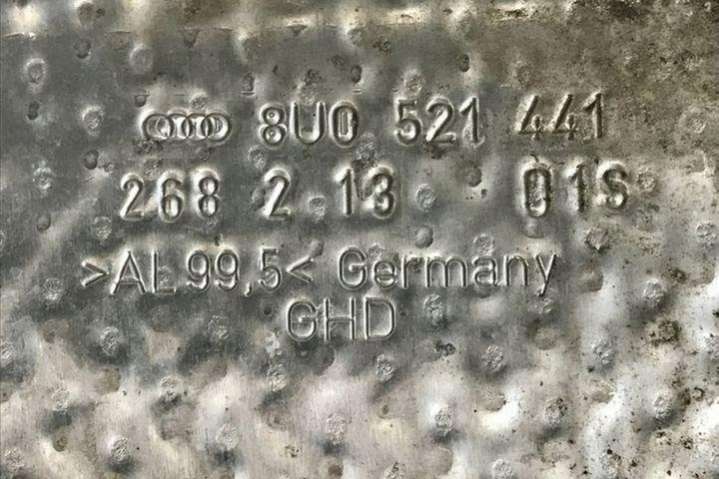 8U0 521 441
268 2.13 01S
>AL 99,5< Germany
GHD